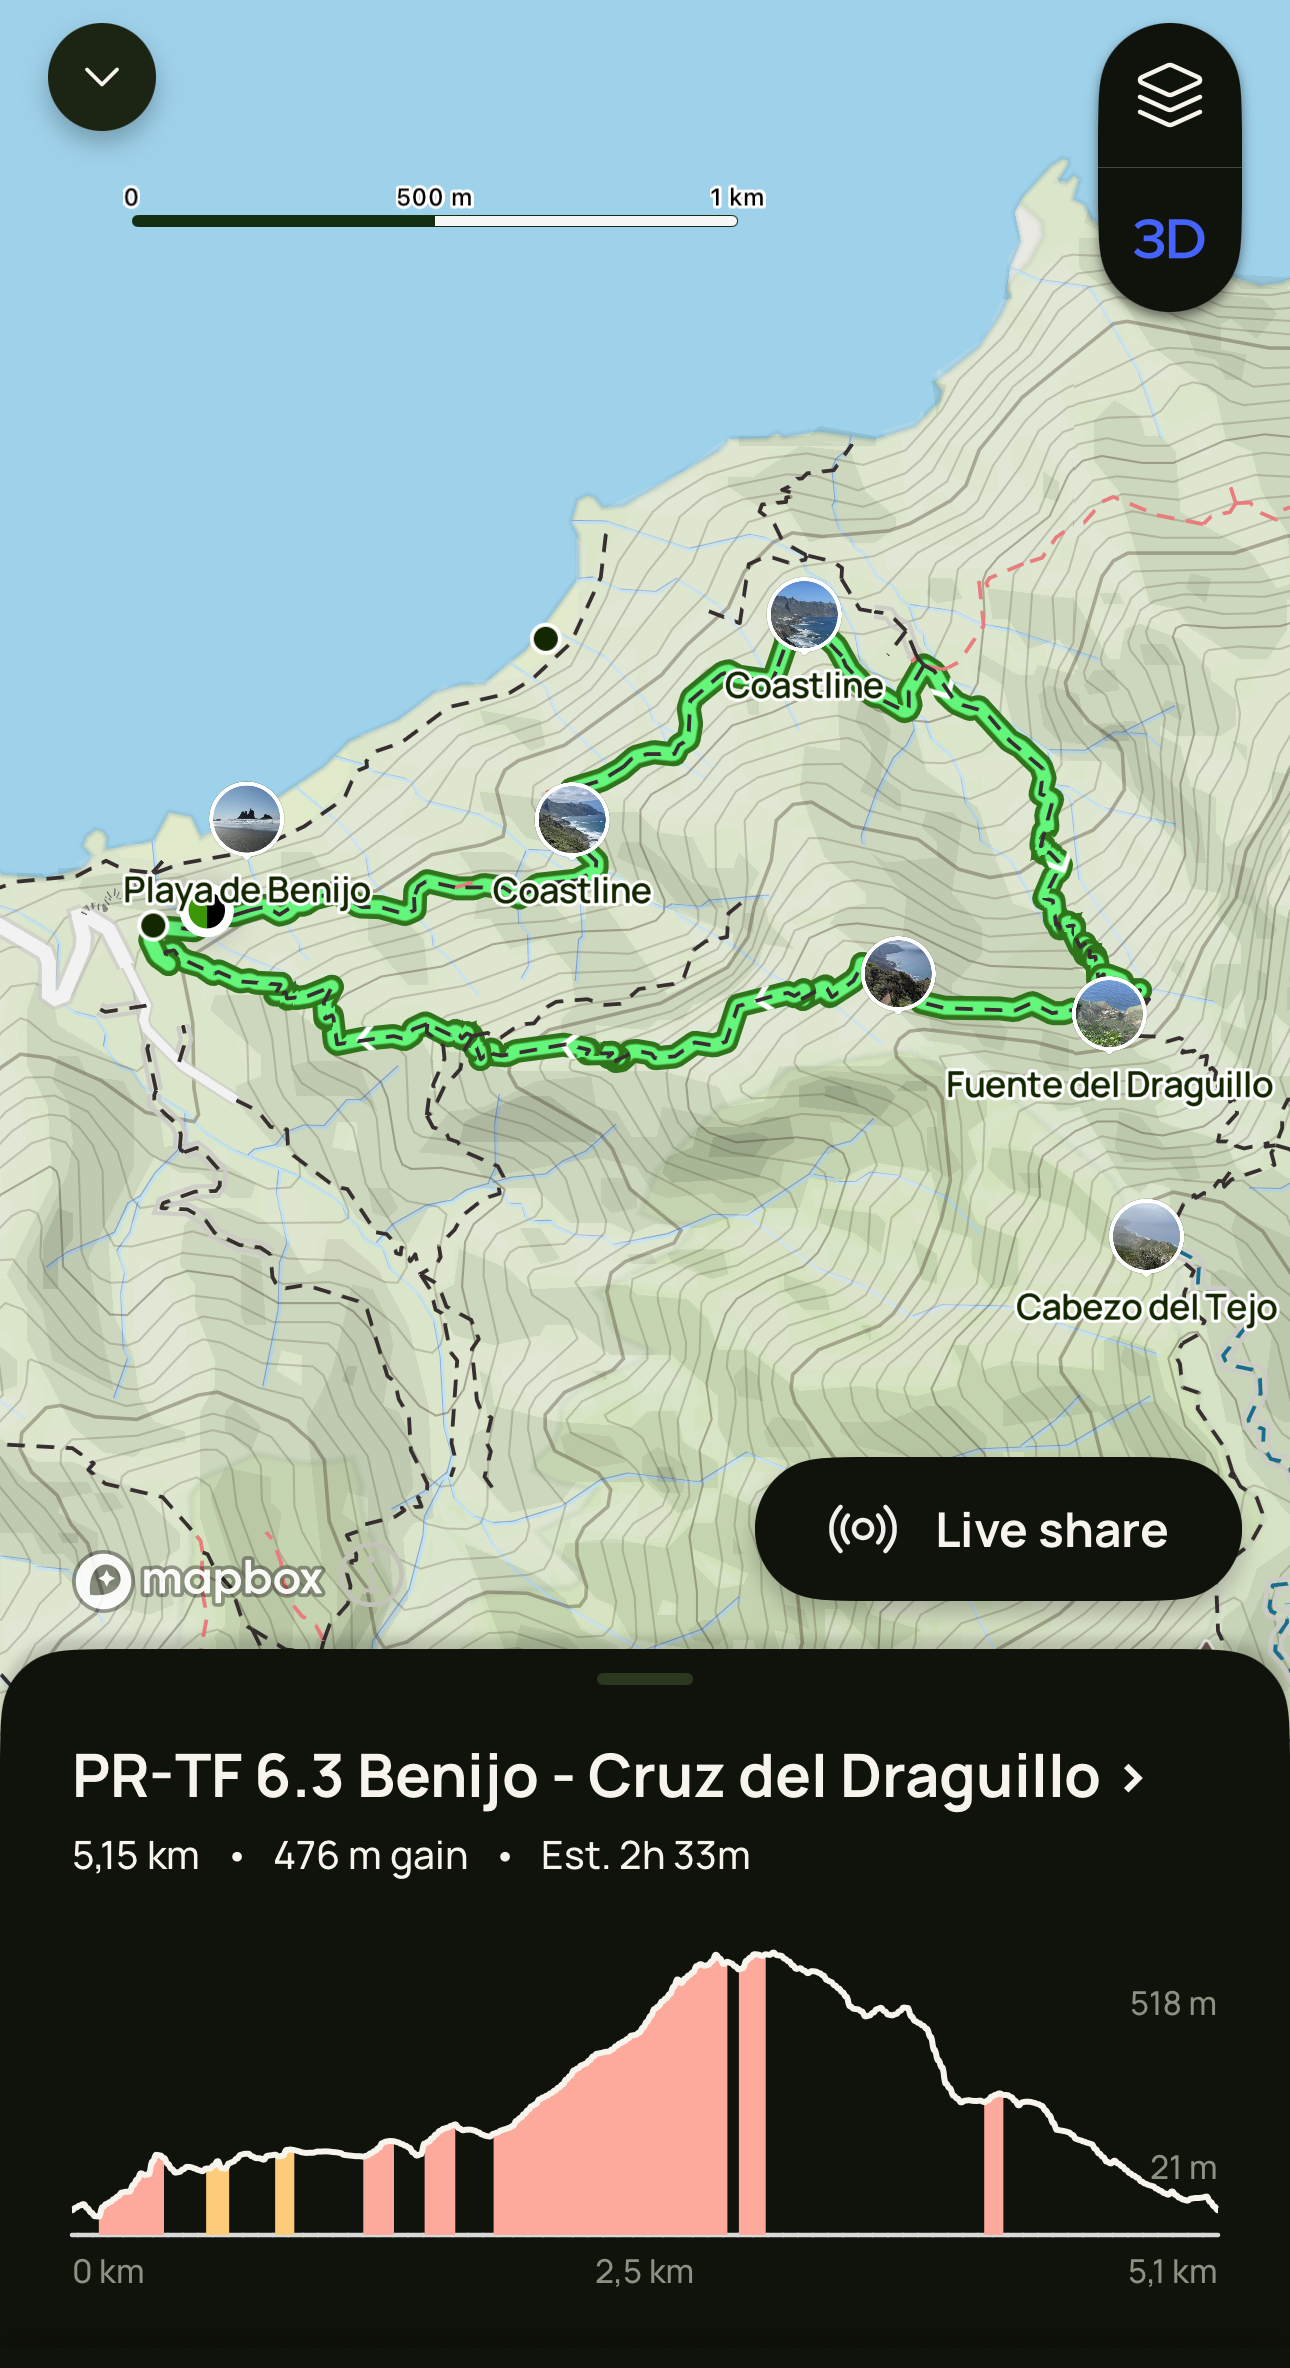 0 500 m 1 km
3D
Coastline
Playa de Benijo
Coastline
Fuente del Draguillo
Cabezo del Tejo
Live share
mapbox
PR-TF 6.3 Benijo - Cruz del Draguillo ›
5,15 km • 476 m gain • Est. 2h 33m
518 m
21 m
0 km 2,5 km 5,1 km